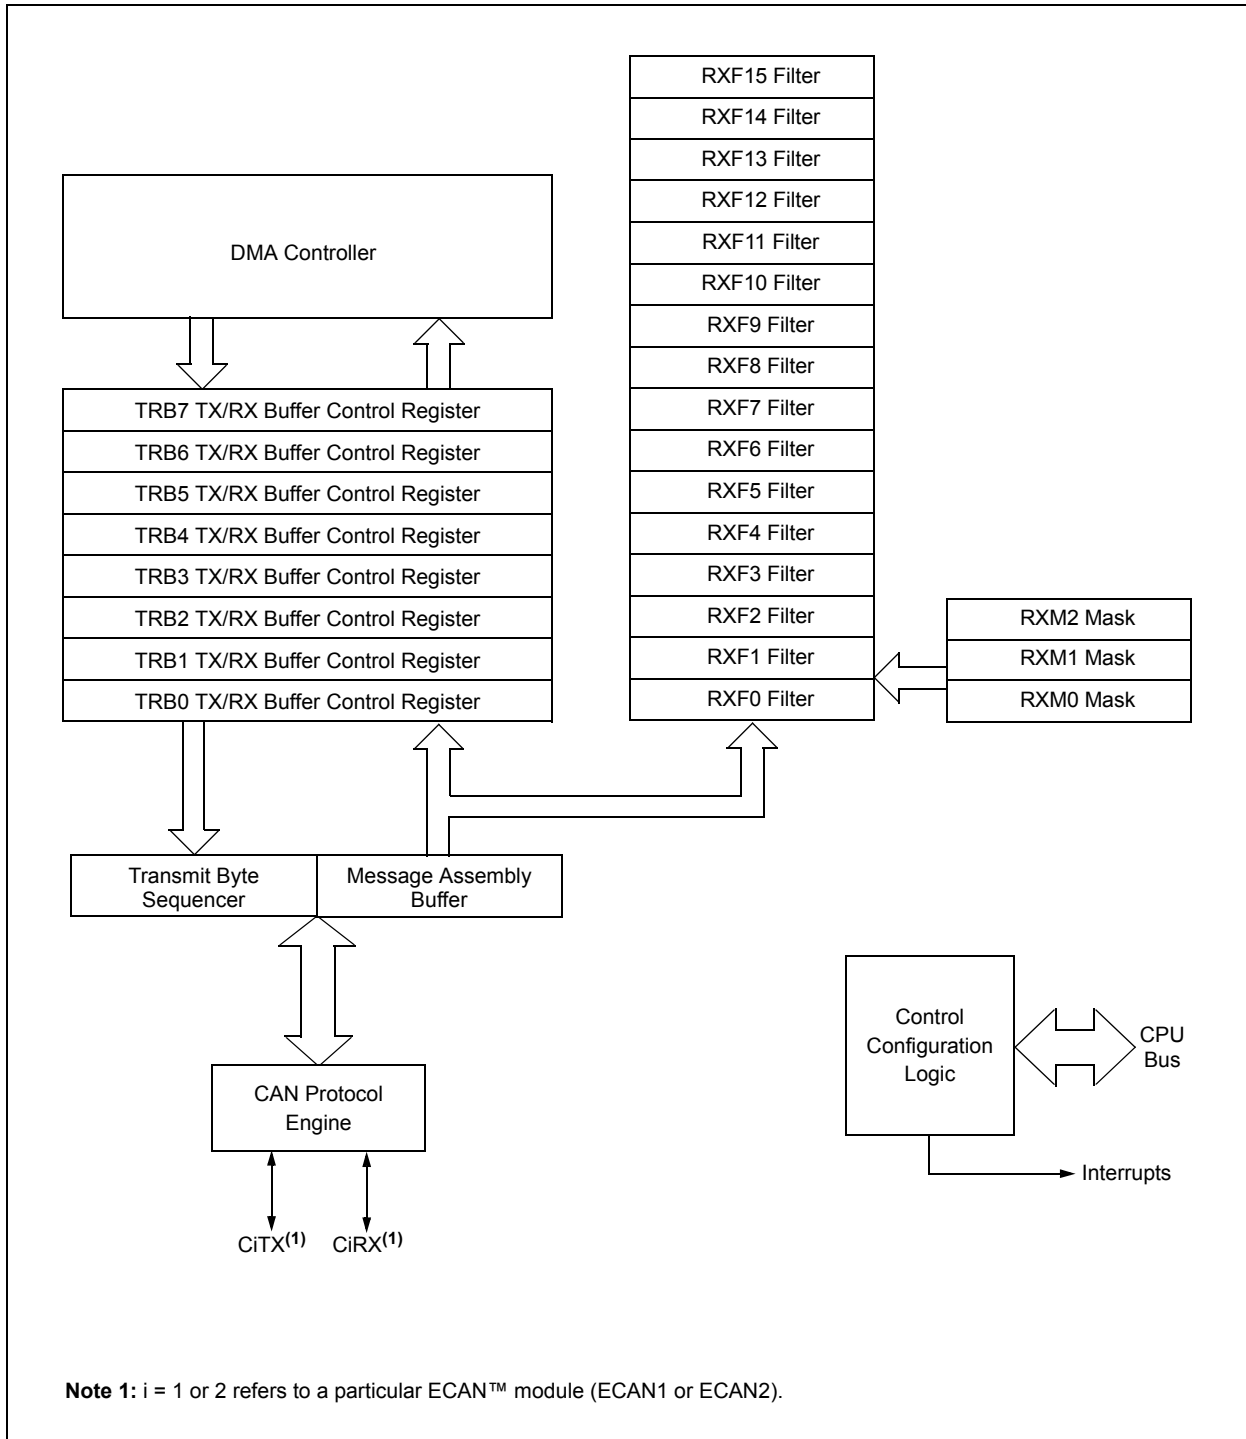 RXF15 Filter
RXF14 Filter
RXF13 Filter
RXF12 Filter
RXF11 Filter
RXF10 Filter
RXF9 Filter
RXF8 Filter
RXF7 Filter
RXF6 Filter
RXF5 Filter
RXF4 Filter
RXF3 Filter
RXF2 Filter
RXF1 Filter
RXF0 Filter
DMA Controller
TRB7 TX/RX Buffer Control Register
TRB6 TX/RX Buffer Control Register
TRB5 TX/RX Buffer Control Register
TRB4 TX/RX Buffer Control Register
TRB3 TX/RX Buffer Control Register
TRB2 TX/RX Buffer Control Register
TRB1 TX/RX Buffer Control Register
TRB0 TX/RX Buffer Control Register
RXM2 Mask
RXM1 Mask
RXM0 Mask
Transmit Byte
Sequencer
Message Assembly
Buffer
Control
Configuration
Logic
CPU
Bus
CAN Protocol
Engine
Interrupts
CiTX(1)
CiRX(1)
Note 1: i = 1 or 2 refers to a particular ECAN™ module (ECAN1 or ECAN2).